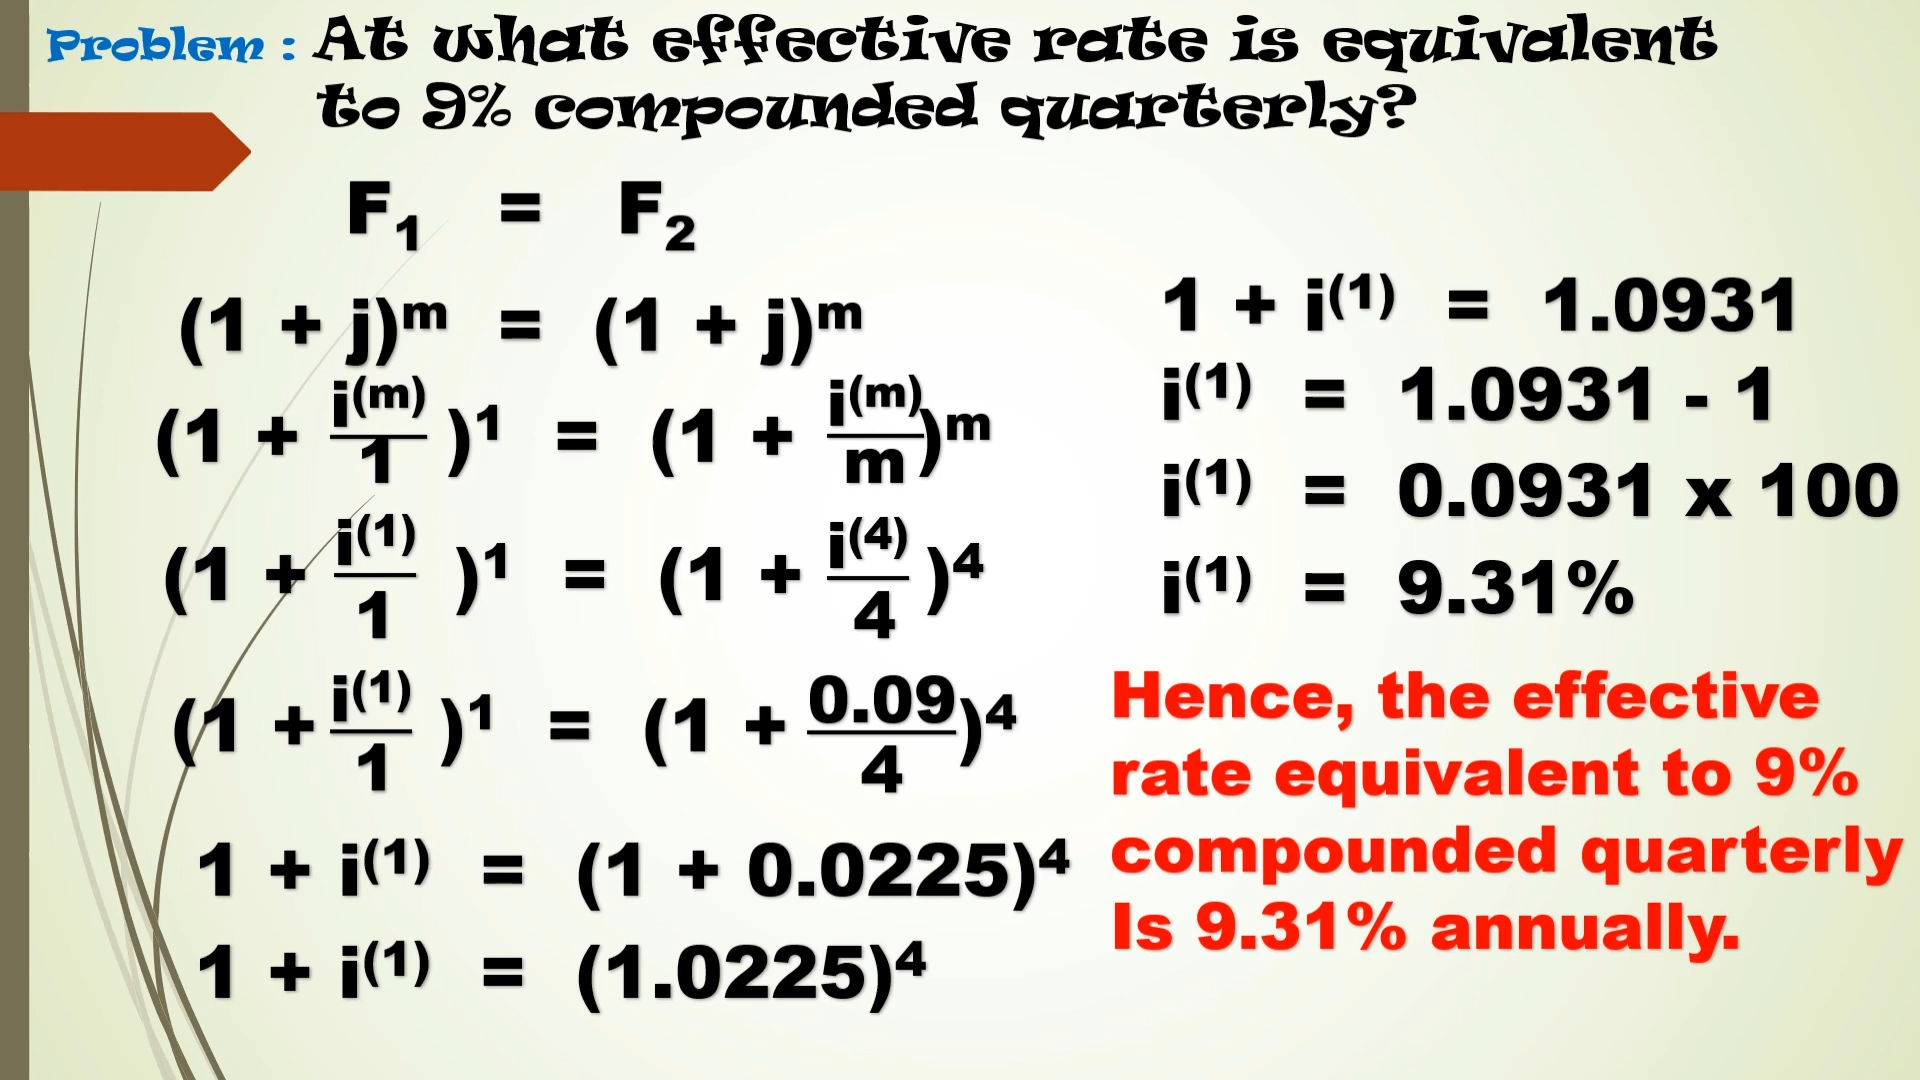 Problem : At what effective rate is equivalent
to 9% compounded quarterly?
F₁ = F₂
(1 + j)ᵐ = (1 + j)ᵐ
(1 + i⁽ᵐ⁾/1 )¹ = (1 + i⁽ᵐ⁾/m)ᵐ
(1 + i⁽¹⁾/1 )¹ = (1 + i⁽⁴⁾/4 )⁴
(1 + i⁽¹⁾/1 )¹ = (1 + 0.09/4)⁴
1 + i⁽¹⁾ = (1 + 0.0225)⁴
1 + i⁽¹⁾ = (1.0225)⁴
1 + i⁽¹⁾ = 1.0931
i⁽¹⁾ = 1.0931 - 1
i⁽¹⁾ = 0.0931 x 100
i⁽¹⁾ = 9.31%
Hence, the effective
rate equivalent to 9%
compounded quarterly
Is 9.31% annually.